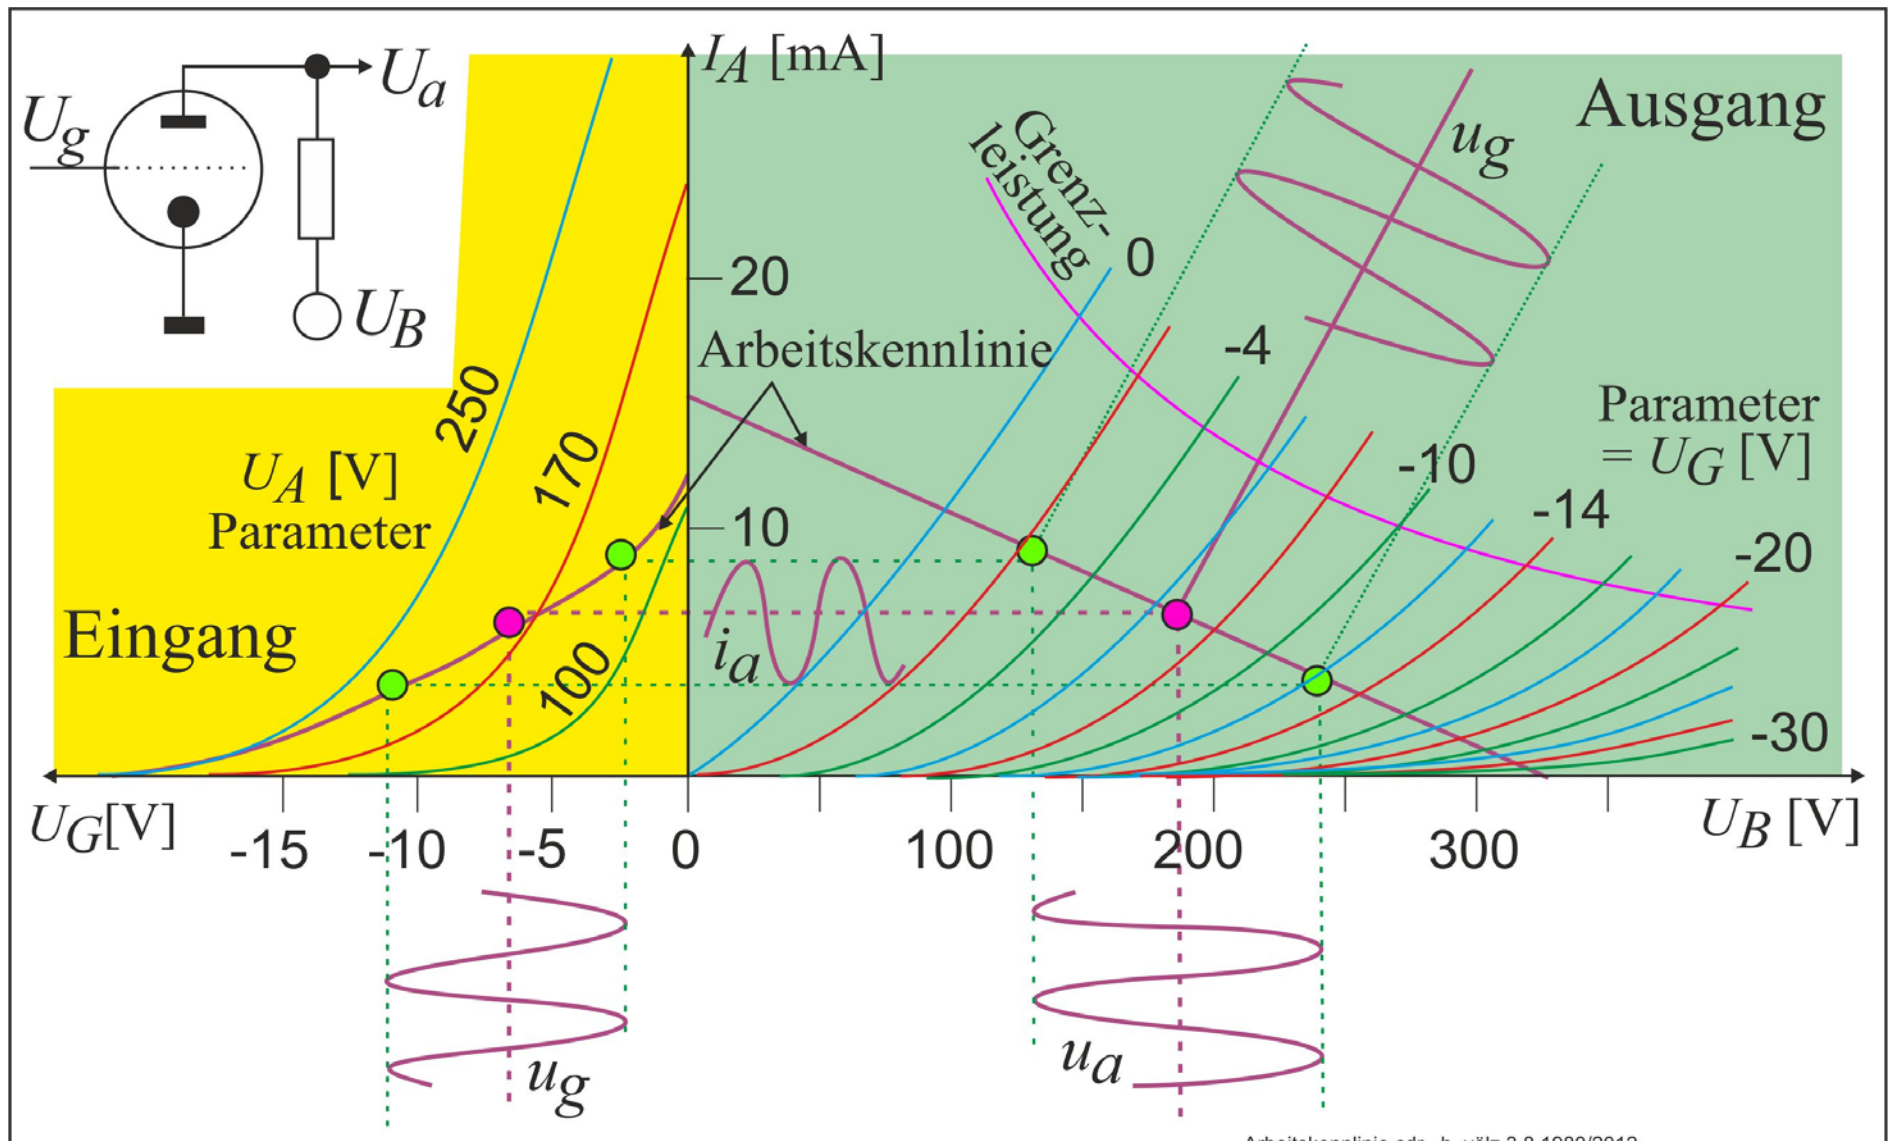 U_g
U_a
U_B
I_A [mA]
Ausgang
u_g
Grenz-
leistung
0
20
Arbeitskennlinie
-4
250
170
U_A [V]
Parameter
Parameter
= U_G [V]
-10
-14
10
-20
Eingang
100
i_a
-30
U_G[V]
-15
-10
-5
0
100
200
300
U_B [V]
u_g
u_a